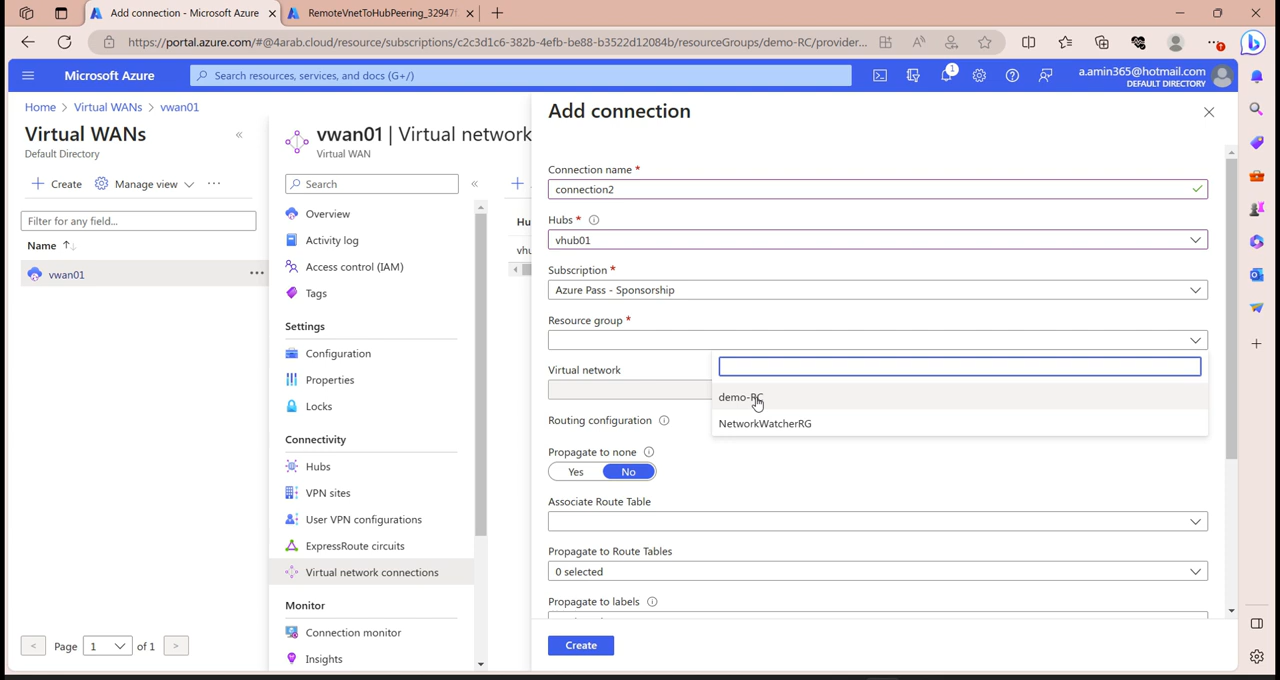 Add connection - Microsoft Azure
RemoteVnetToHubPeering_32947f
https://portal.azure.com/#@4arab.cloud/resource/subscriptions/c2c3d1c6-382b-4efb-be88-b3522d12084b/resourceGroups/demo-RC/provider...
Microsoft Azure
Search resources, services, and docs (G+/)
1
a.amin365@hotmail.com
DEFAULT DIRECTORY
Home > Virtual WANs > vwan01
Virtual WANs
Default Directory
Create
Manage view
Filter for any field...
Name
vwan01
Page 1 of 1
vwan01 | Virtual network
Virtual WAN
Search
Overview
Activity log
Access control (IAM)
Tags
Settings
Configuration
Properties
Locks
Connectivity
Hubs
VPN sites
User VPN configurations
ExpressRoute circuits
Virtual network connections
Monitor
Connection monitor
Insights
Hu
vhu
Add connection
Connection name *
connection2
Hubs *
vhub01
Subscription *
Azure Pass - Sponsorship
Resource group *
demo-RC
NetworkWatcherRG
Virtual network
Routing configuration
Propagate to none
Yes No
Associate Route Table
Propagate to Route Tables
0 selected
Propagate to labels
Create